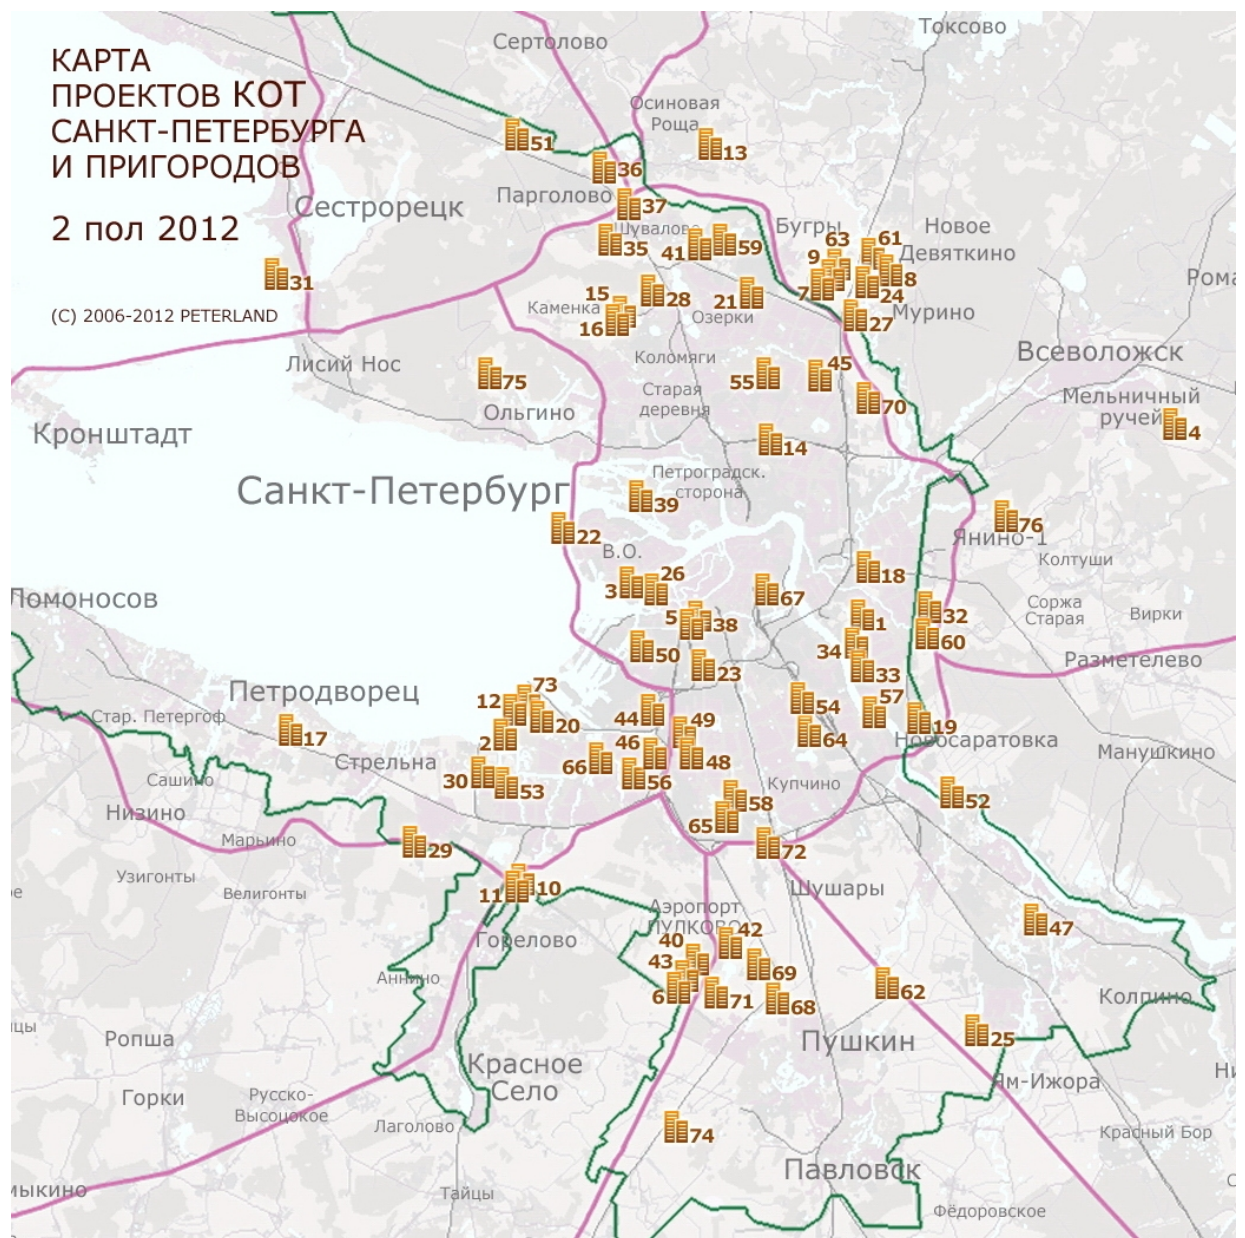 КАРТА
ПРОЕКТОВ КОТ
САНКТ-ПЕТЕРБУРГА
И ПРИГОРОДОВ
2 пол 2012
(C) 2006-2012 PETERLAND
Токсово
Сертолово
Осиновая
Роща
51
13
36
Парголово
37
Сестрорецк
Шувалово
35
41
59
Бугры
63
61
Новое
Девяткино
9
8
7
24
31
15
Каменка
16
28
21
Озерки
27
Мурино
Лисий Нос
Коломяги
Всеволожск
75
55
45
Старая
деревня
70
Мельничный
ручей
4
Ольгино
Кронштадт
14
Санкт-Петербург
Петроградск.
сторона
39
22
76
Янино-1
В.О.
Колтуши
18
3
26
67
Ломоносов
Соржа
Старая
Вирки
32
5
38
1
60
34
50
23
33
Разметелево
Петродворец
73
12
20
57
54
Стар. Петергоф
17
44
49
19
2
64
Новосаратовка
46
48
Манушкино
Стрельна
66
56
Сашино
30
53
Купчино
58
52
Низино
65
Марьино
29
72
Узигонты
Велигонты
11
10
Шушары
Аэропорт
ПУЛКОВО
47
Горелово
40
42
43
69
Аннино
6
71
68
62
Колпино
Ропша
Пушкин
25
Красное
Село
Ям-Ижора
Горки
Русско-
Высоцкое
Лаголово
74
Красный Бор
Павловск
Тайцы
Фёдоровское